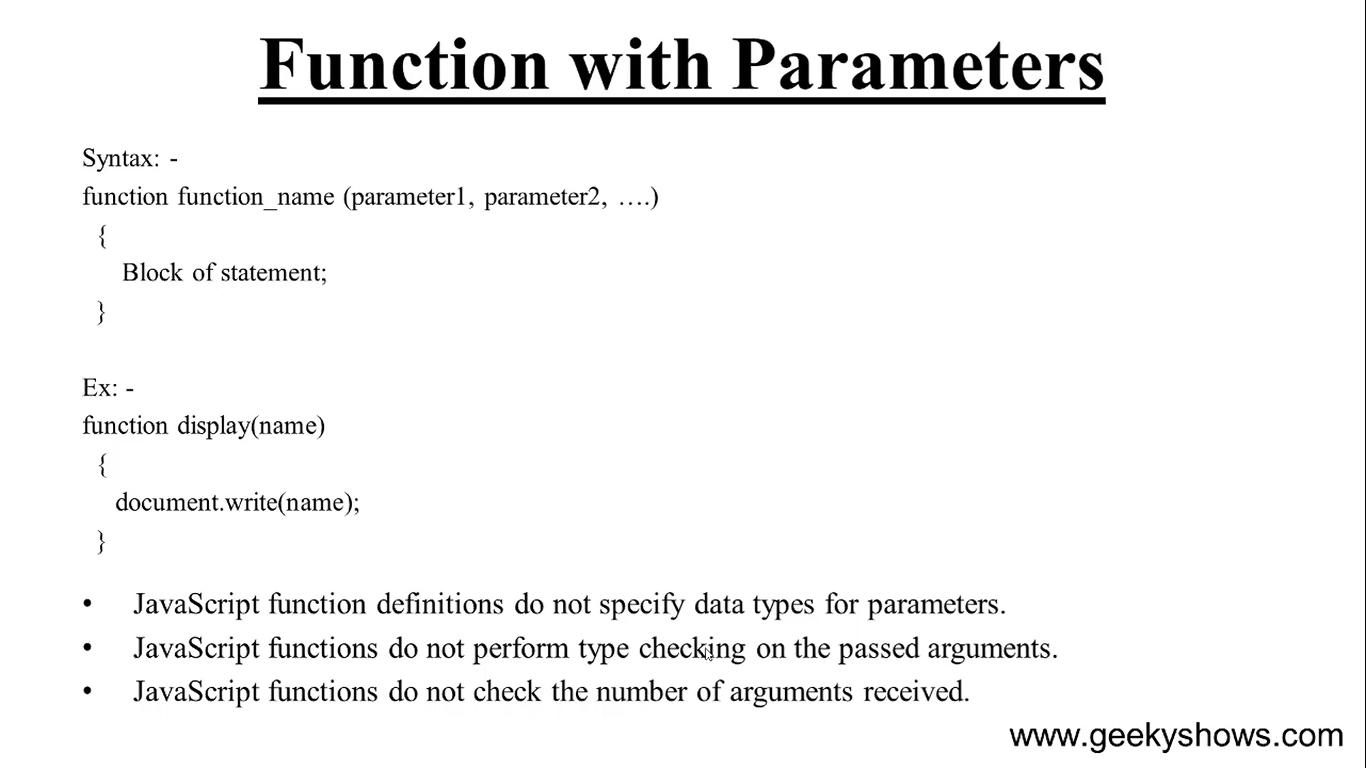 Function with Parameters
Syntax: -
function function_name (parameter1, parameter2, ….)
{
Block of statement;
}
Ex: -
function display(name)
{
document.write(name);
}
• JavaScript function definitions do not specify data types for parameters.
• JavaScript functions do not perform type checking on the passed arguments.
• JavaScript functions do not check the number of arguments received.
www.geekyshows.com